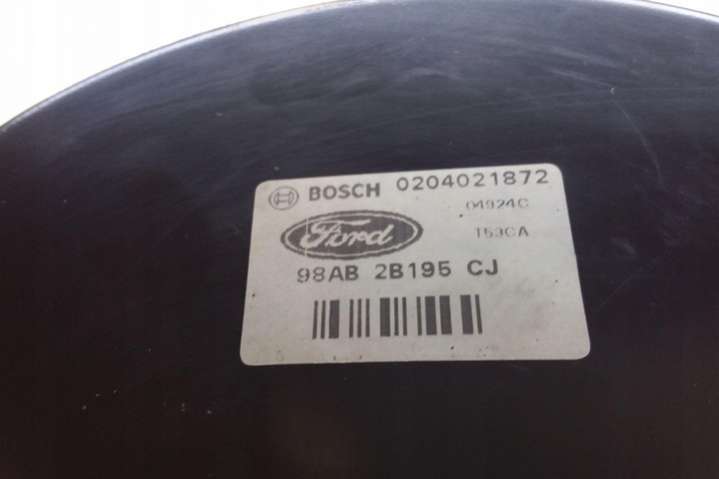 BOSCH 0204021872
04924C
Ford
T53CA
98AB 2B195 CJ